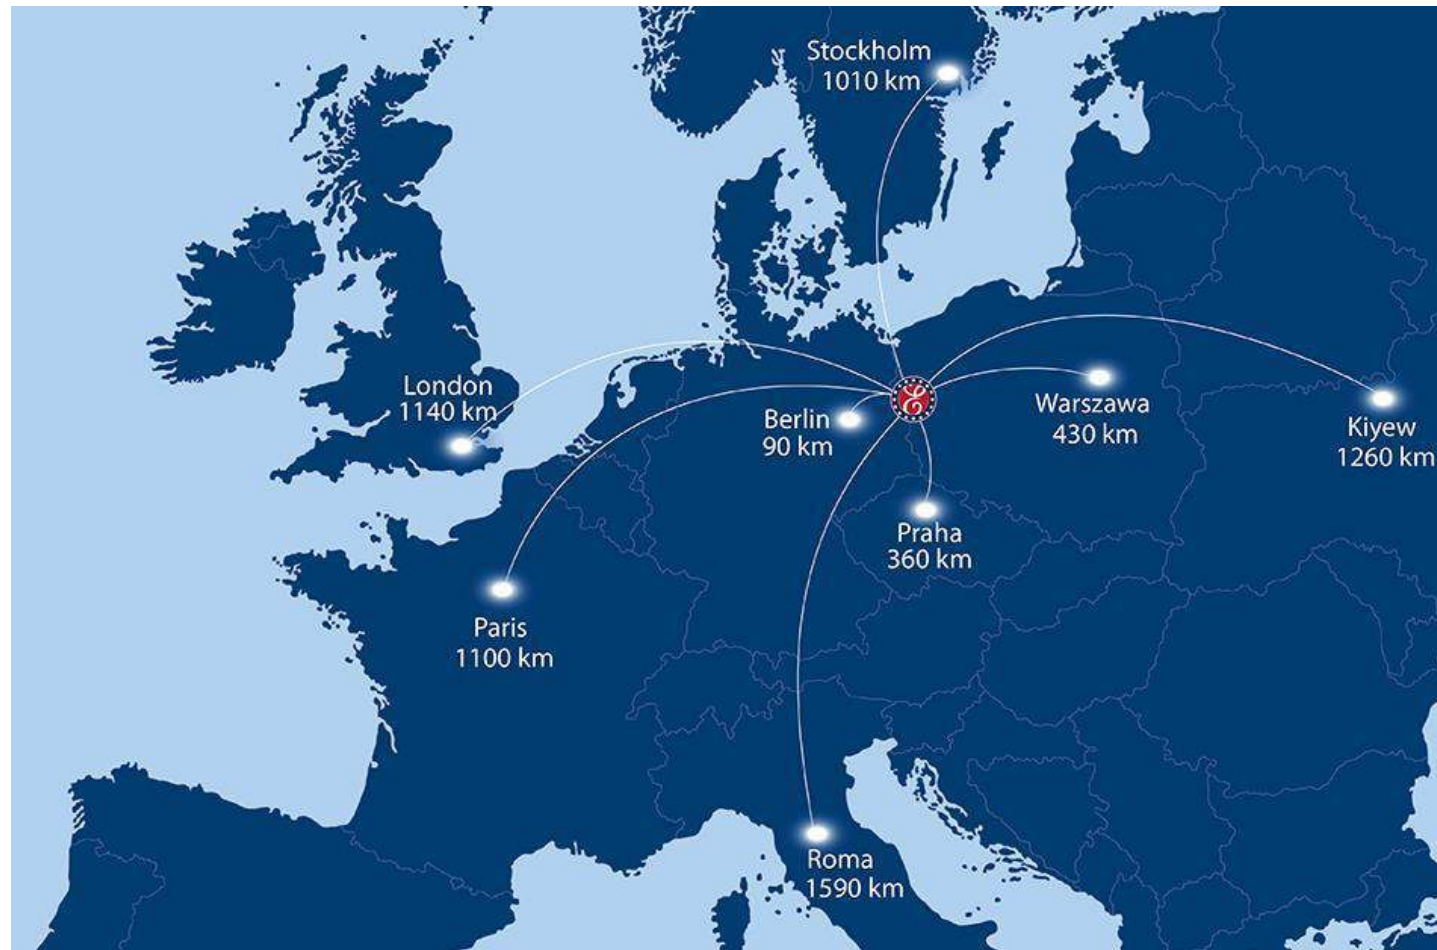 Stockholm
1010 km
London
1140 km
Berlin
90 km
E
Warszawa
430 km
Kiyew
1260 km
Praha
360 km
Paris
1100 km
Roma
1590 km